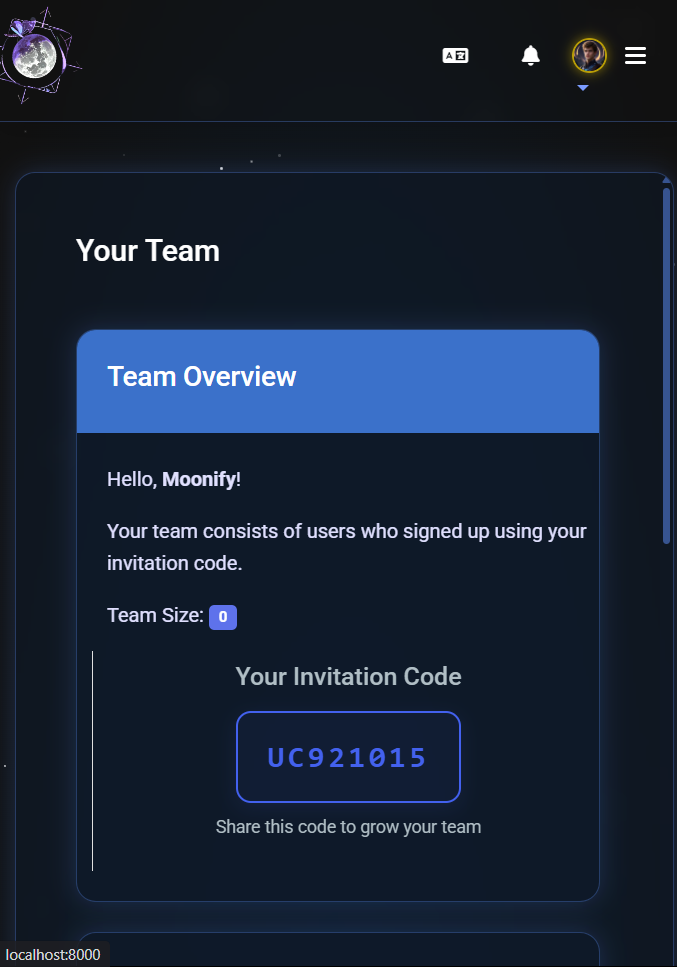 Your Team
Team Overview
Hello, Moonify!
Your team consists of users who signed up using your
invitation code.
Team Size: 0
Your Invitation Code
UC921015
Share this code to grow your team
localhost:8000